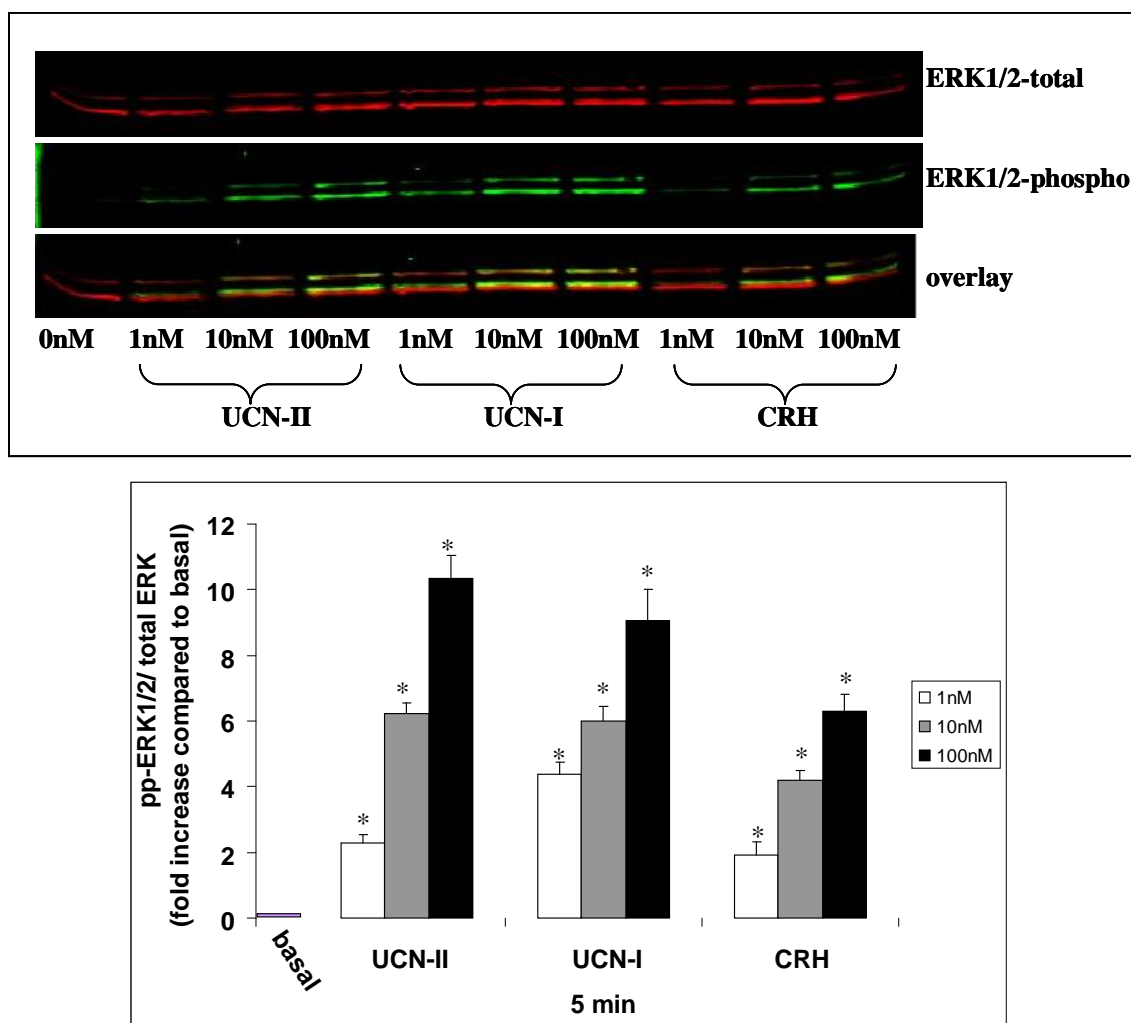 ERK1/2-total
ERK1/2-phospho
overlay
0nM 1nM 10nM 100nM 1nM 10nM 100nM 1nM 10nM 100nM
UCN-II UCN-I CRH
pp-ERK1/2/ total ERK
(fold increase compared to basal)
12
10
8
6
4
2
0
* * * * * * * * *
1nM
10nM
100nM
basal
UCN-II UCN-I CRH
5 min